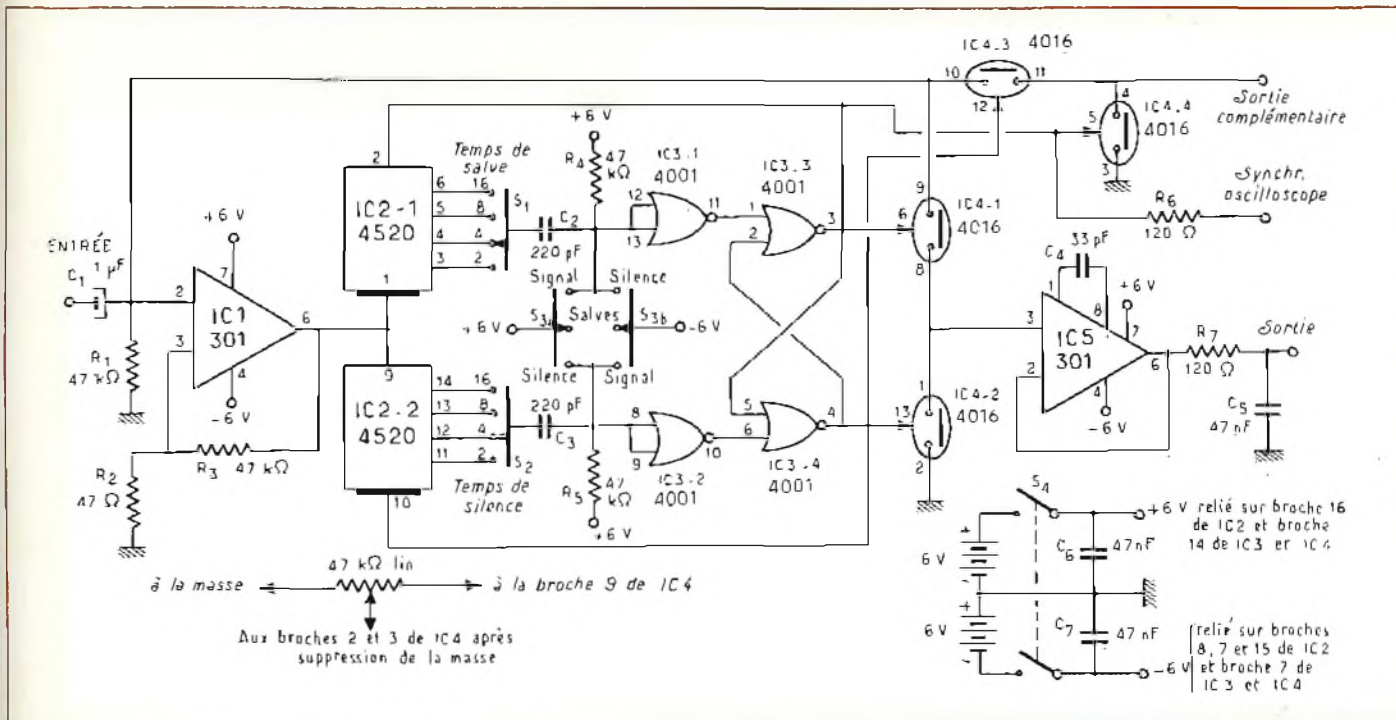 ENTRÉE
C1
1 µF
R1
47 kΩ
R2
47 Ω
R3
47 kΩ
+6 V
7
2
3
IC1
301
6
4
-6 V
2
IC2-1
4520
1
6
5
4
3
16
8
4
2
Temps de
salve
S1
9
IC2-2
4520
10
14
13
12
11
16
8
4
2
S2
Temps de
silence
+6 V
R4
47
kΩ
C2
220 pF
Signal
Silence
+6 V
S3a
Salves
S3b
-6 V
Silence
Signal
220 pF
C3
R5
47
kΩ
+6 V
IC3-1
4001
12
13
11
IC3-3
4001
1
2
3
8
9
10
IC3-2
4001
5
6
4
IC3-4
4001
IC4-3
4016
10
11
12
4
5
3
IC4-4
4016
Sortie
complémentaire
Synchr.
oscilloscope
R6
120 Ω
9
6
8
IC4-1
4016
1
13
2
IC4-2
4016
C4
33 pF
1
8
+6 V
7
3
2
IC5
301
6
4
-6 V
R7
120 Ω
Sortie
C5
47 nF
47 kΩ lin
à la masse
à la broche 9 de IC4
Aux broches 2 et 3 de IC4 après
suppression de la masse
S4
6 V
+
-
6 V
+
-
C6
47 nF
C7
47 nF
+6 V relié sur broche 16
de IC2 et broche
14 de IC3 et IC4
relié sur broches
8, 7 et 15 de IC2
-6 V et broche 7 de
IC3 et IC4